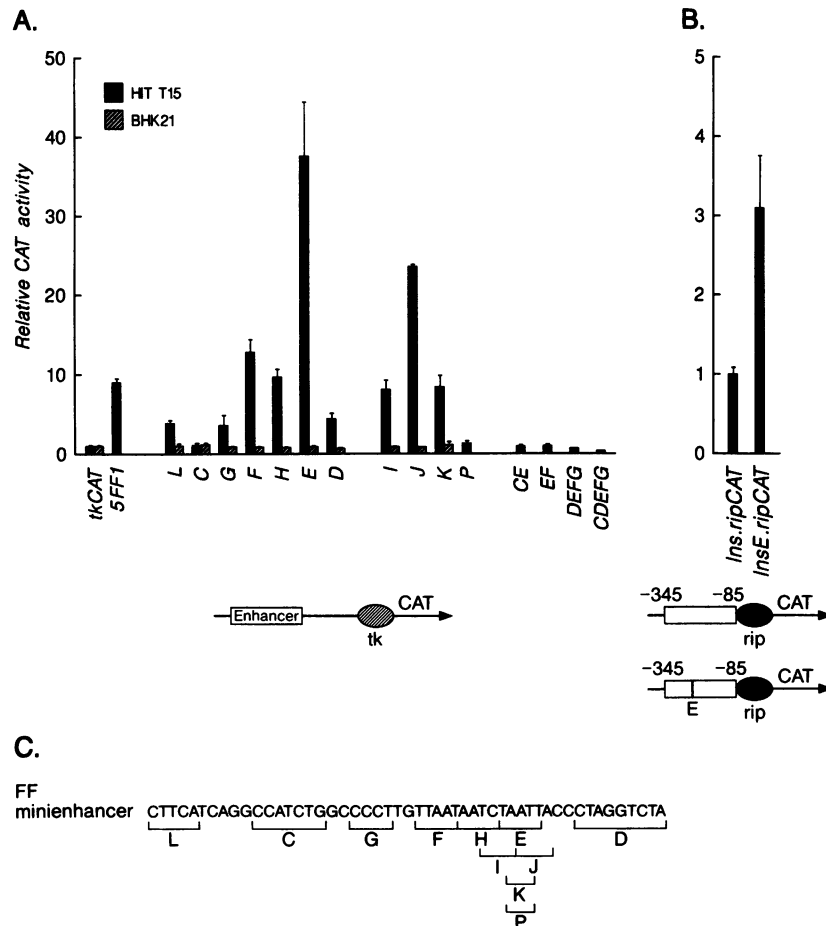 A.
B.
50
40
30
20
10
0
Relative CAT activity
HIT T15
BHK21
tkCAT
5FF1
L
C
G
F
H
E
D
I
J
K
P
CE
EF
DEFG
CDEFG
5
4
3
2
1
0
Ins.ripCAT
InsE.ripCAT
Enhancer
CAT
tk
−345 −85
CAT
rip
−345 −85
CAT
E
rip
C.
FF
minienhancer CTTCATCAGGCCATCTGGCCCCTTGTTAATAATCTAATTACCCTAGGTCTA
L C G F H E D
I J
K
P